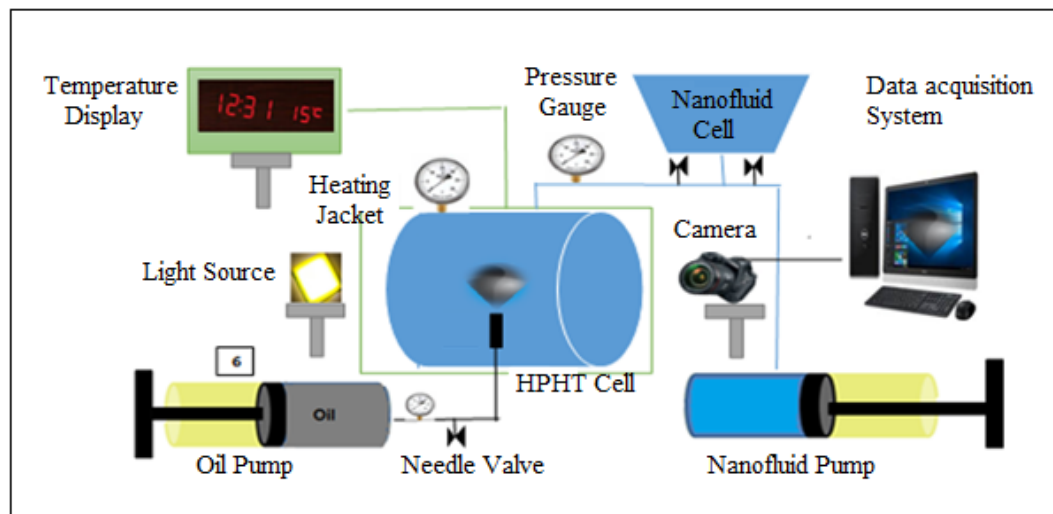 Temperature
Display
12:31 15°c
Pressure
Gauge
Nanofluid
Cell
Data acquisition
System
Heating
Jacket
Camera
Light Source
HPHT Cell
6
Oil
Oil Pump
Needle Valve
Nanofluid Pump